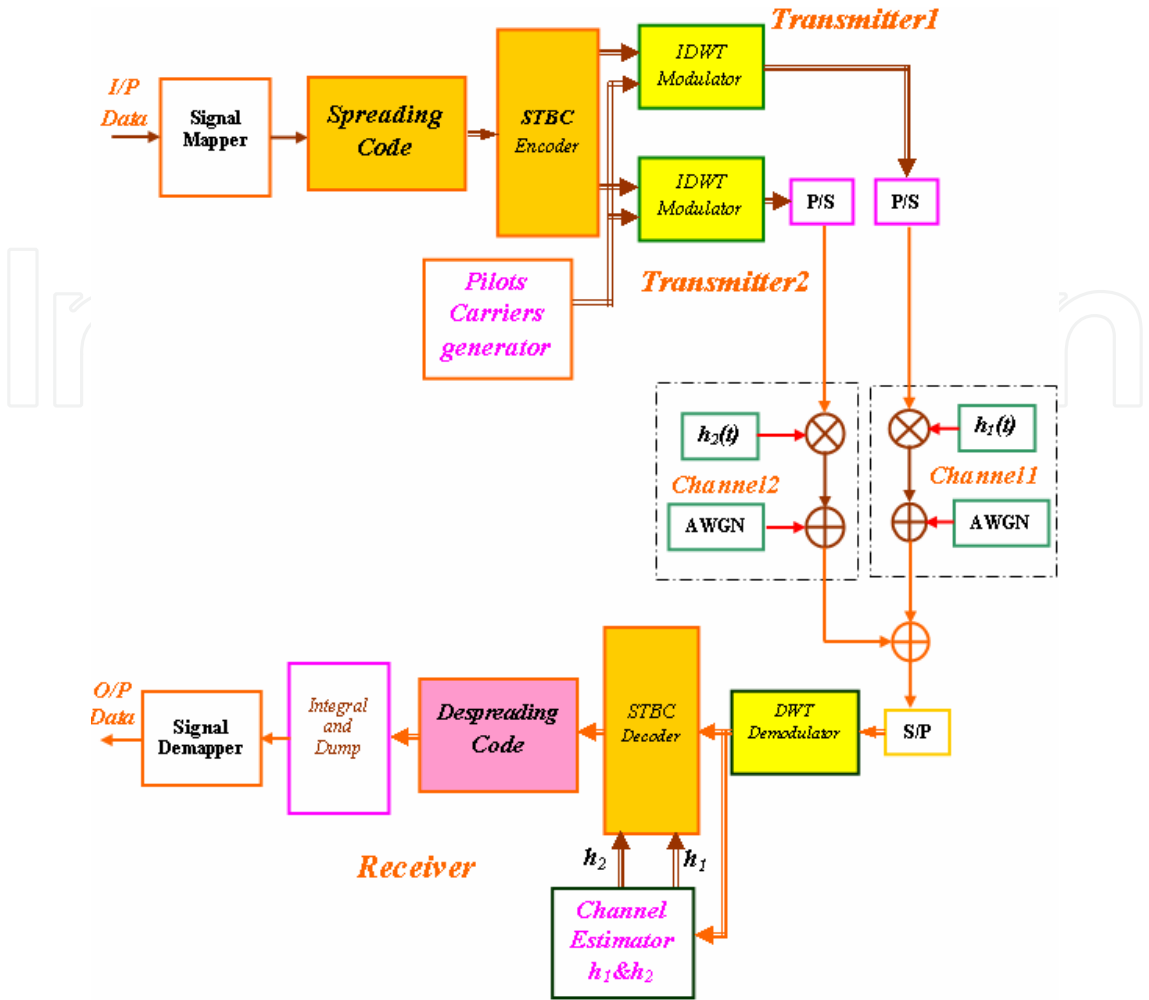 Transmitter1
I/P
Data
Signal
Mapper
Spreading
Code
STBC
Encoder
IDWT
Modulator
IDWT
Modulator
P/S
P/S
Transmitter2
Pilots
Carriers
generator
h2(t)
h1(t)
Channel2
Channel1
AWGN
AWGN
O/P
Data
Signal
Demapper
Integral
and
Dump
Despreading
Code
STBC
Decoder
DWT
Demodulator
S/P
Receiver
h2
h1
Channel
Estimator
h1&h2